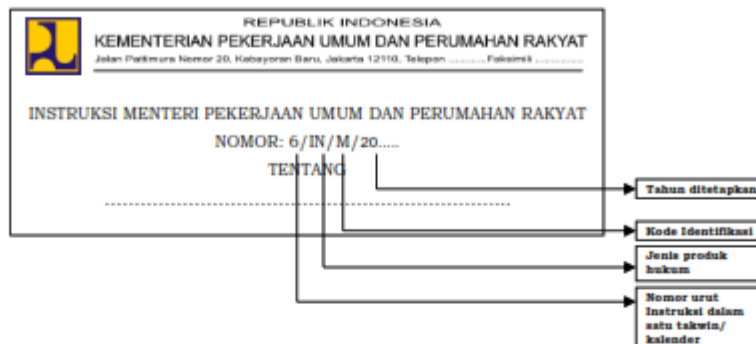 REPUBLIK INDONESIA
KEMENTERIAN PEKERJAAN UMUM DAN PERUMAHAN RAKYAT
Jalan Pattimura Nomor 20, Kebayoran Baru, Jakarta 12110, Telepon ............ Faksimili ...............
INSTRUKSI MENTERI PEKERJAAN UMUM DAN PERUMAHAN RAKYAT
NOMOR: 6/IN/M/20.....
TENTANG
Tahun ditetapkan
Kode Identifikasi
Jenis produk
hukum
Nomor urut
Instruksi dalam
satu takwin/
kalender